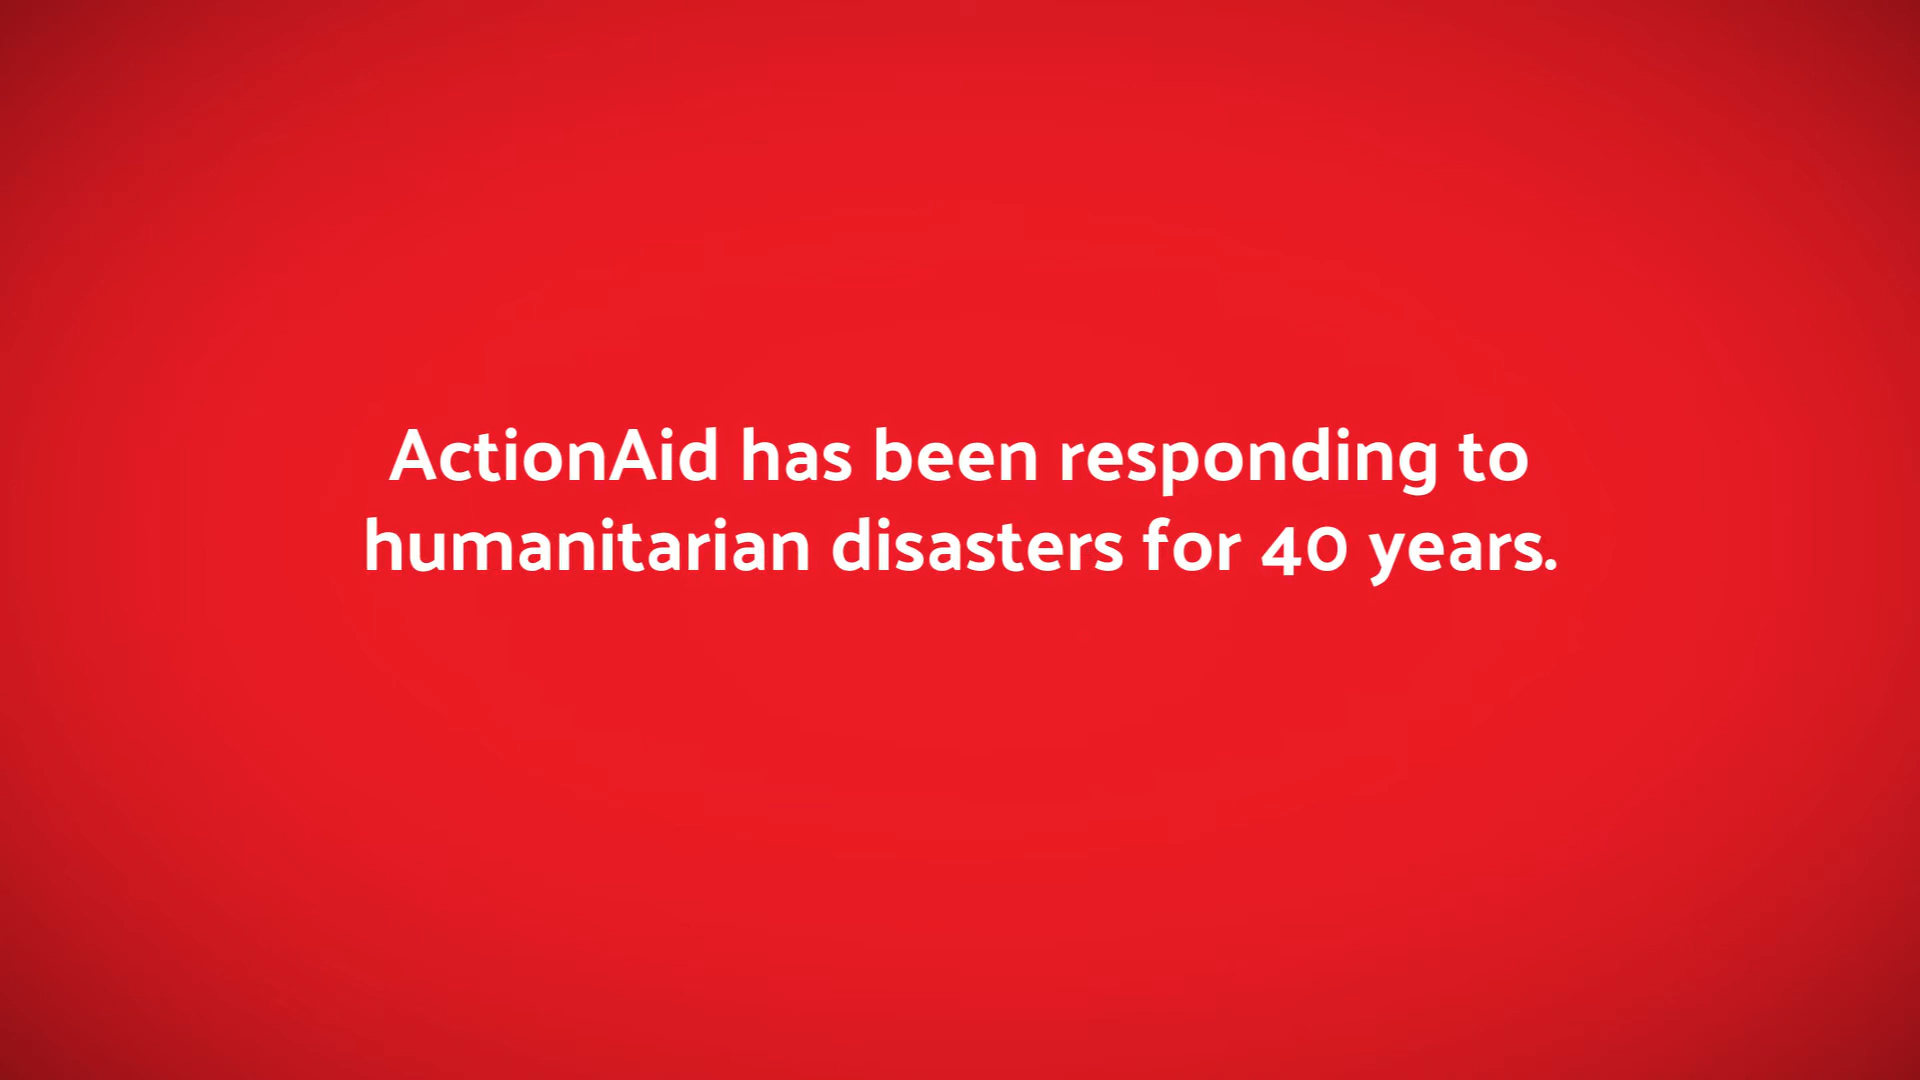 ActionAid has been responding to
humanitarian disasters for 40 years.